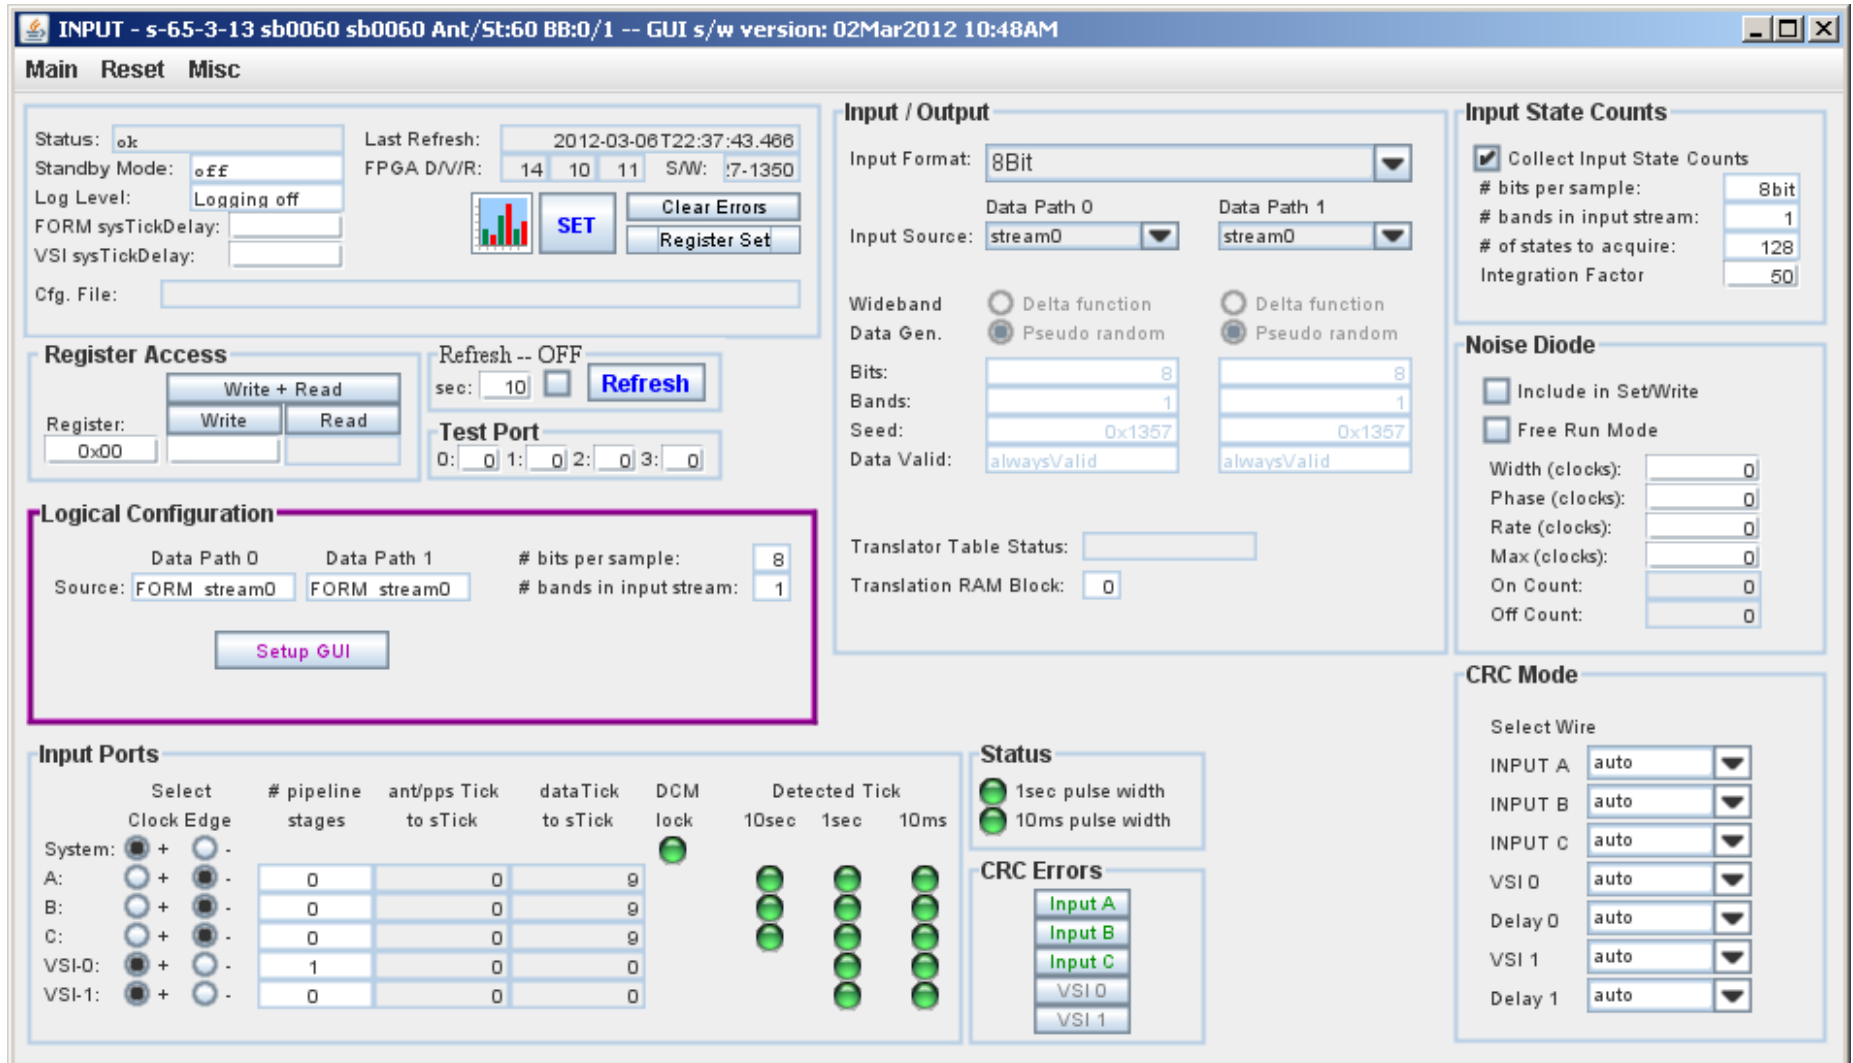 INPUT - s-65-3-13 sb0060 sb0060 Ant/St:60 BB:0/1 -- GUI s/w version: 02Mar2012 10:48AM
Main Reset Misc
Status: ok
Last Refresh: 2012-03-06T22:37:43.466
Standby Mode: off
FPGA D/V/R: 14 10 11 S/W: :7-1350
Log Level: Logging off
FORM sysTickDelay:
VSI sysTickDelay:
SET
Clear Errors
Register Set
Cfg. File:
Register Access
Write + Read
Register: Write Read
0x00
Refresh -- OFF
sec: 10 Refresh
Test Port
0: 0 1: 0 2: 0 3: 0
Logical Configuration
Data Path 0 Data Path 1 # bits per sample: 8
Source: FORM stream0 FORM stream0 # bands in input stream: 1
Setup GUI
Input / Output
Input Format: 8Bit
Data Path 0 Data Path 1
Input Source: stream0 stream0
Wideband Delta function Delta function
Data Gen. Pseudo random Pseudo random
Bits: 8 8
Bands: 1 1
Seed: 0x1357 0x1357
Data Valid: alwaysValid alwaysValid
Translator Table Status:
Translation RAM Block: 0
Input State Counts
Collect Input State Counts
# bits per sample: 8bit
# bands in input stream: 1
# of states to acquire: 128
Integration Factor 50
Noise Diode
Include in Set/Write
Free Run Mode
Width (clocks): 0
Phase (clocks): 0
Rate (clocks): 0
Max (clocks): 0
On Count: 0
Off Count: 0
Input Ports
Select # pipeline ant/pps Tick dataTick DCM Detected Tick
Clock Edge stages to sTick to sTick lock 10sec 1sec 10ms
System: + -
A: + - 0 0 9
B: + - 0 0 9
C: + - 0 0 9
VSI-0: + - 1 0 0
VSI-1: + - 0 0 0
Status
1sec pulse width
10ms pulse width
CRC Errors
Input A
Input B
Input C
VSI 0
VSI 1
CRC Mode
Select Wire
INPUT A auto
INPUT B auto
INPUT C auto
VSI 0 auto
Delay 0 auto
VSI 1 auto
Delay 1 auto